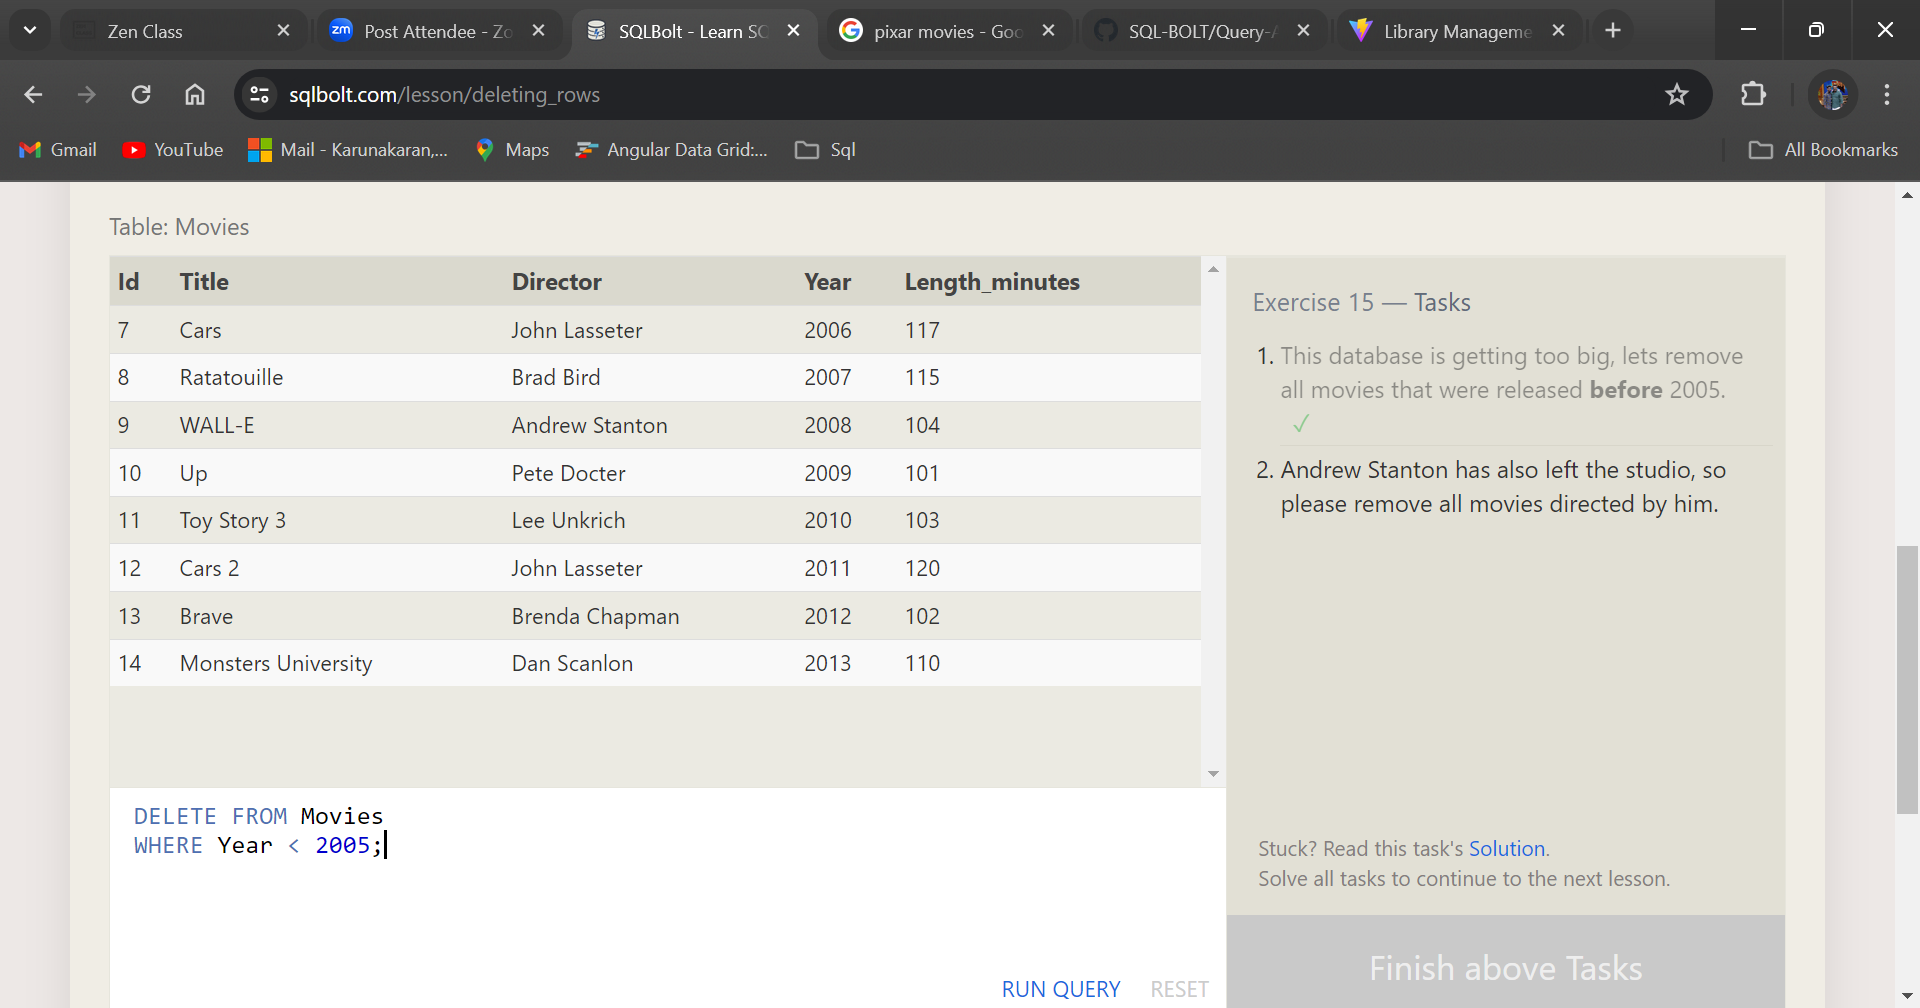 Zen Class
Post Attendee - Zo
SQLBolt - Learn SC
pixar movies - Goo
SQL-BOLT/Query-A
Library Manageme
sqlbolt.com/lesson/deleting_rows
Gmail
YouTube
Mail - Karunakaran,...
Maps
Angular Data Grid:...
Sql
All Bookmarks
Table: Movies
Id Title Director Year Length_minutes
7 Cars John Lasseter 2006 117
8 Ratatouille Brad Bird 2007 115
9 WALL-E Andrew Stanton 2008 104
10 Up Pete Docter 2009 101
11 Toy Story 3 Lee Unkrich 2010 103
12 Cars 2 John Lasseter 2011 120
13 Brave Brenda Chapman 2012 102
14 Monsters University Dan Scanlon 2013 110
DELETE FROM Movies
WHERE Year < 2005;
RUN QUERY RESET
Exercise 15 — Tasks
1. This database is getting too big, lets remove
all movies that were released before 2005.
✓
2. Andrew Stanton has also left the studio, so
please remove all movies directed by him.
Stuck? Read this task's Solution.
Solve all tasks to continue to the next lesson.
Finish above Tasks